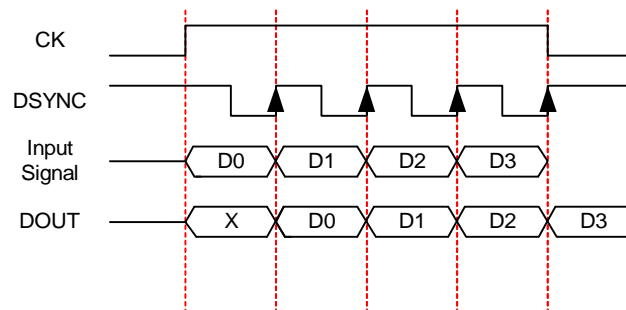 CK
DSYNC
Input
Signal
D0 D1 D2 D3
DOUT
X D0 D1 D2 D3